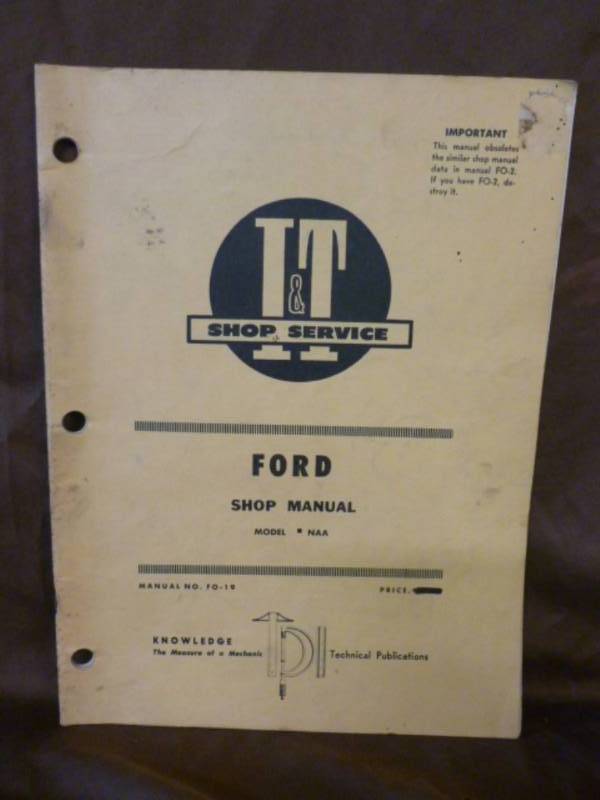 IMPORTANT
This manual obsoletes
the similar shop manual
data in manual FO-2.
If you have FO-2, de-
stroy it.
I&T
SHOP SERVICE
FORD
SHOP MANUAL
MODEL ▪ NAA
MANUAL NO. FO-19
PRICE.
KNOWLEDGE
The Measure of a Mechanic
Technical Publications